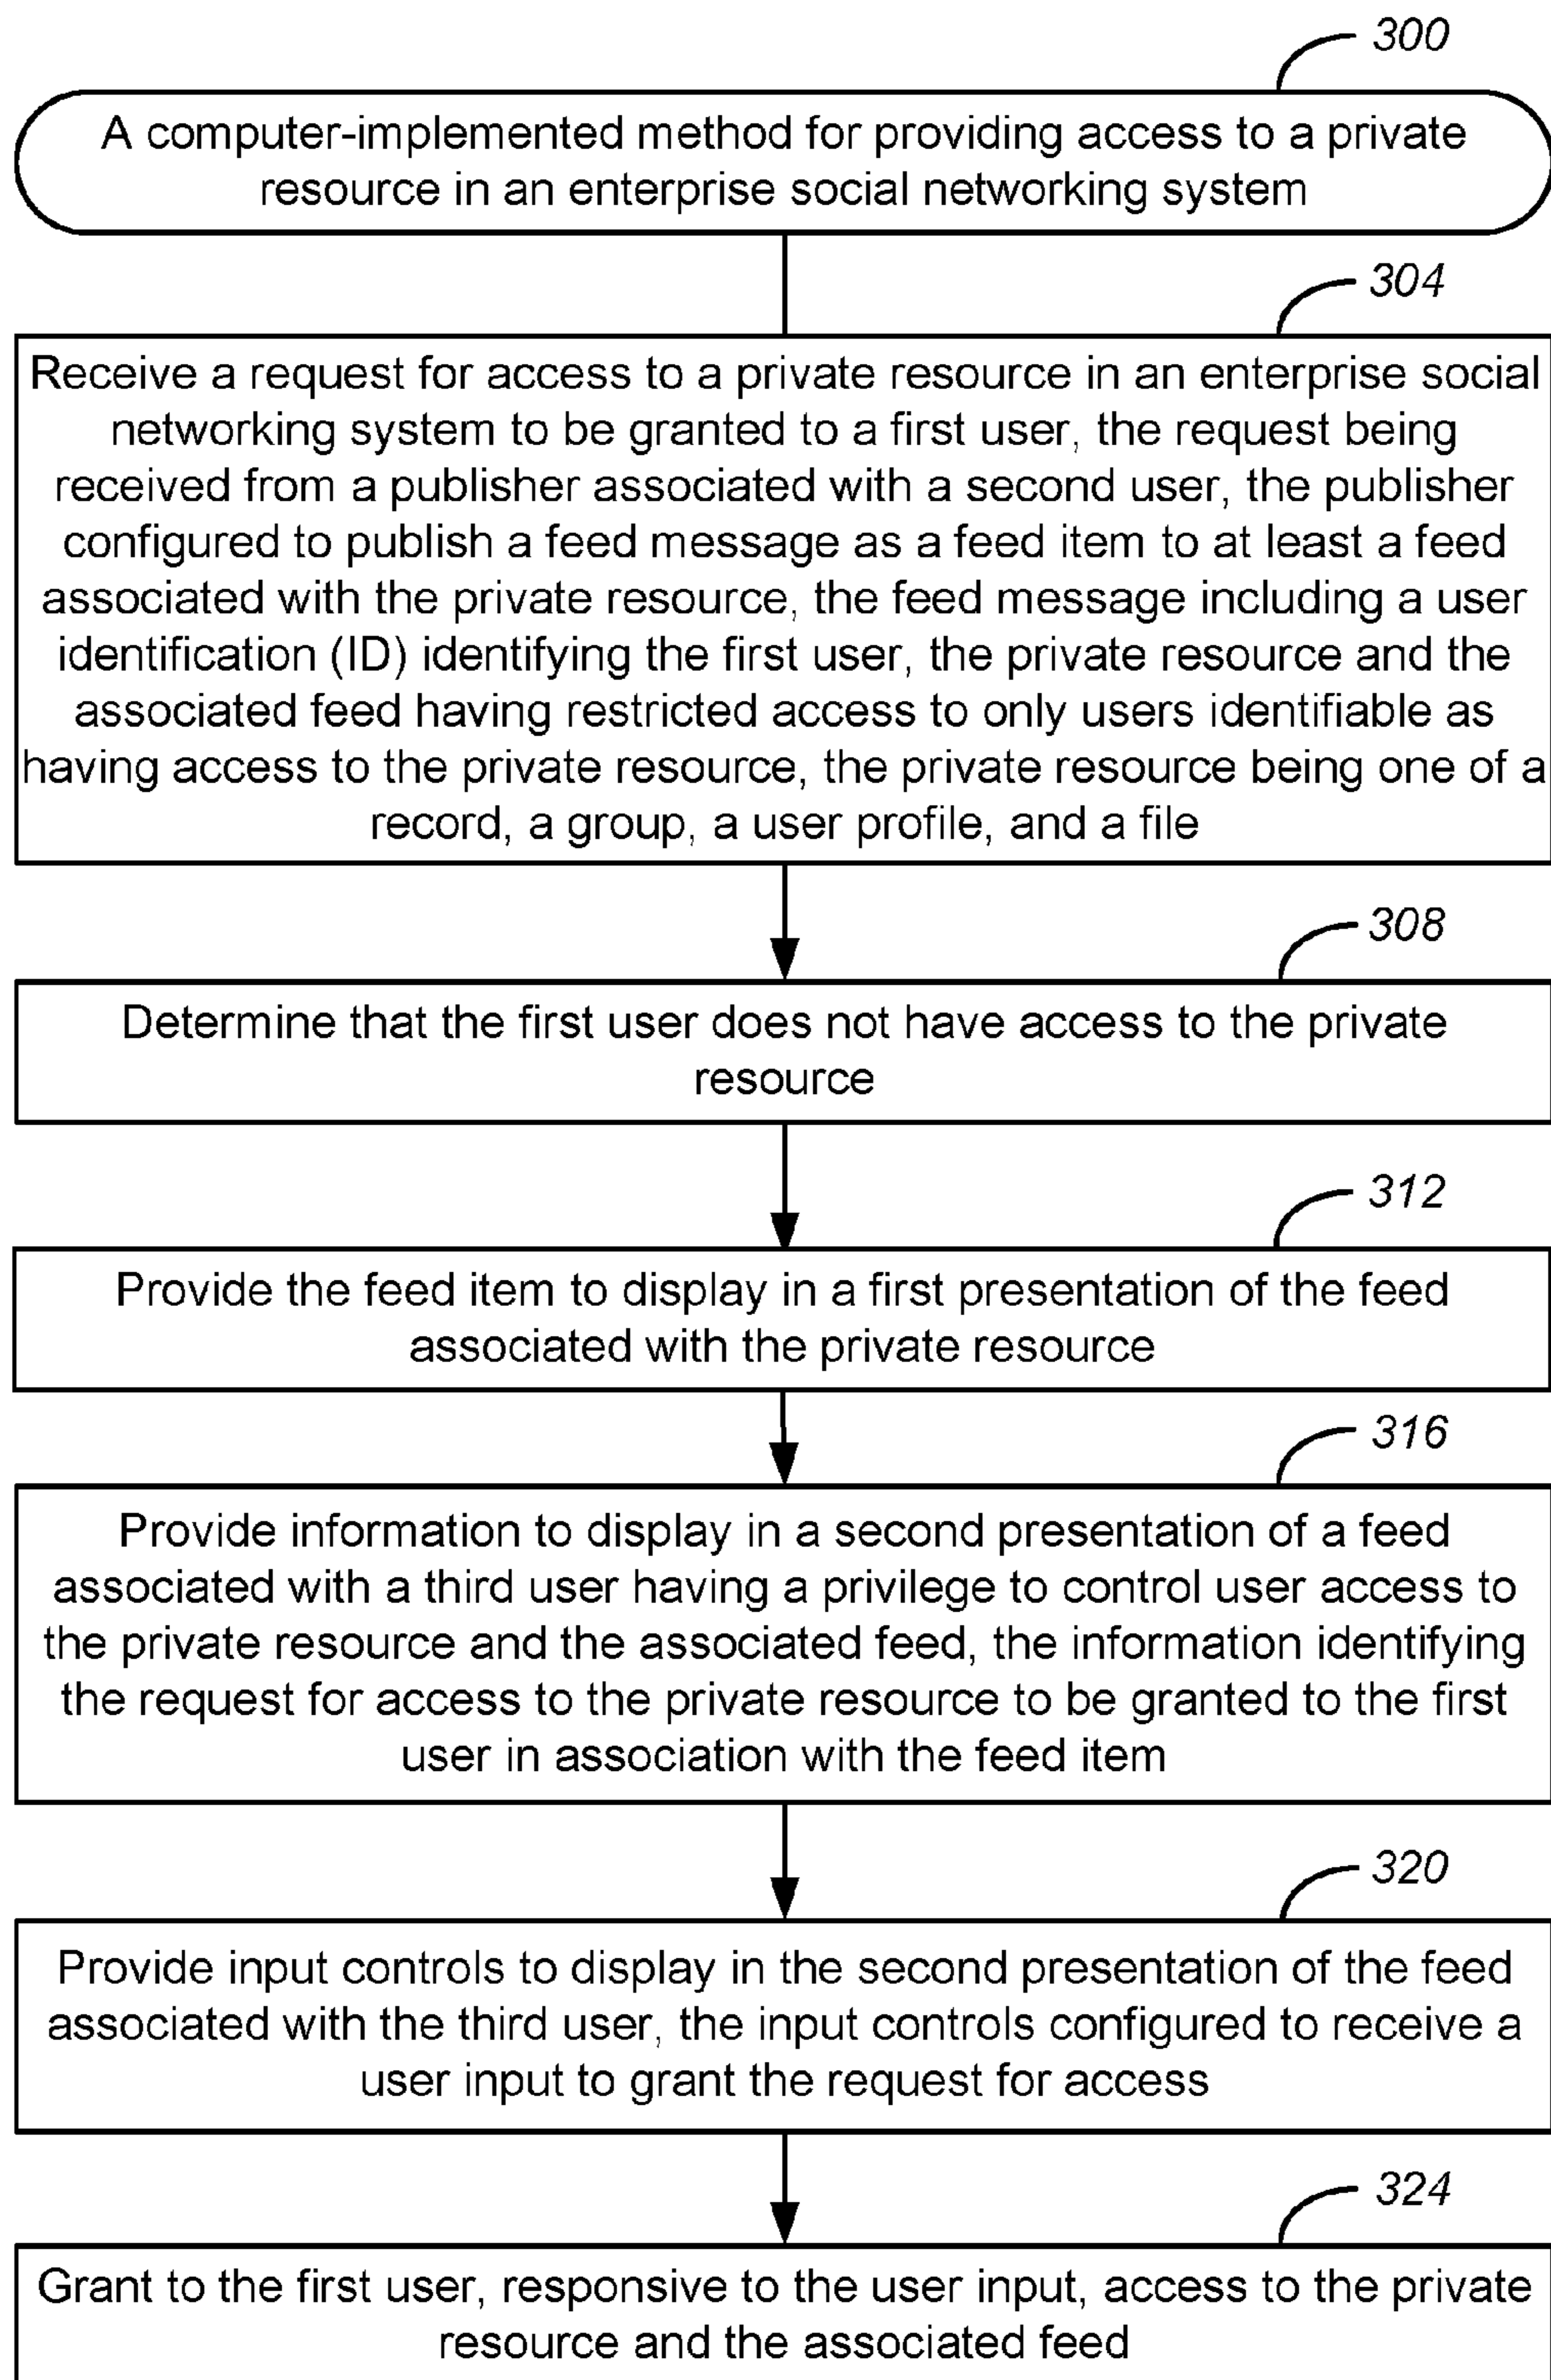 300
A computer-implemented method for providing access to a private
resource in an enterprise social networking system
304
Receive a request for access to a private resource in an enterprise social
networking system to be granted to a first user, the request being
received from a publisher associated with a second user, the publisher
configured to publish a feed message as a feed item to at least a feed
associated with the private resource, the feed message including a user
identification (ID) identifying the first user, the private resource and the
associated feed having restricted access to only users identifiable as
having access to the private resource, the private resource being one of a
record, a group, a user profile, and a file
308
Determine that the first user does not have access to the private
resource
312
Provide the feed item to display in a first presentation of the feed
associated with the private resource
316
Provide information to display in a second presentation of a feed
associated with a third user having a privilege to control user access to
the private resource and the associated feed, the information identifying
the request for access to the private resource to be granted to the first
user in association with the feed item
320
Provide input controls to display in the second presentation of the feed
associated with the third user, the input controls configured to receive a
user input to grant the request for access
324
Grant to the first user, responsive to the user input, access to the private
resource and the associated feed